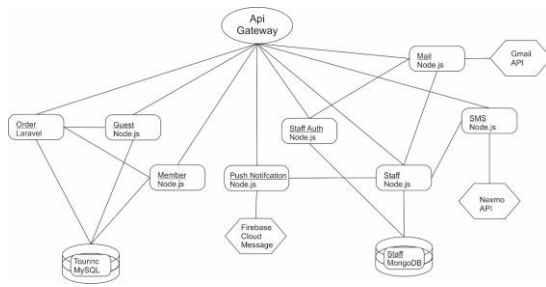 Api
Gateway
Mail
Node.js
Gmail
API
Order
Laravel
Guest
Node.js
Staff Auth
Node.js
SMS
Node.js
Member
Node.js
Push Notifcation
Node.js
Staff
Node.js
Firebase
Cloud
Message
Nexmo
API
Tourinc
MySQL
Staff
MongoDB